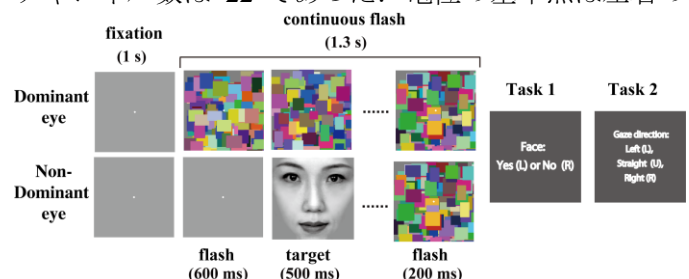 continuous flash
fixation
(1 s)
(1.3 s)
Dominant
eye
......
Task 1
Task 2
Face:
Yes (L) or No (R)
Gaze direction:
Left (L),
Straight (U),
Right (R)
Non-
Dominant
eye
......
flash
(600 ms)
target
(500 ms)
flash
(200 ms)